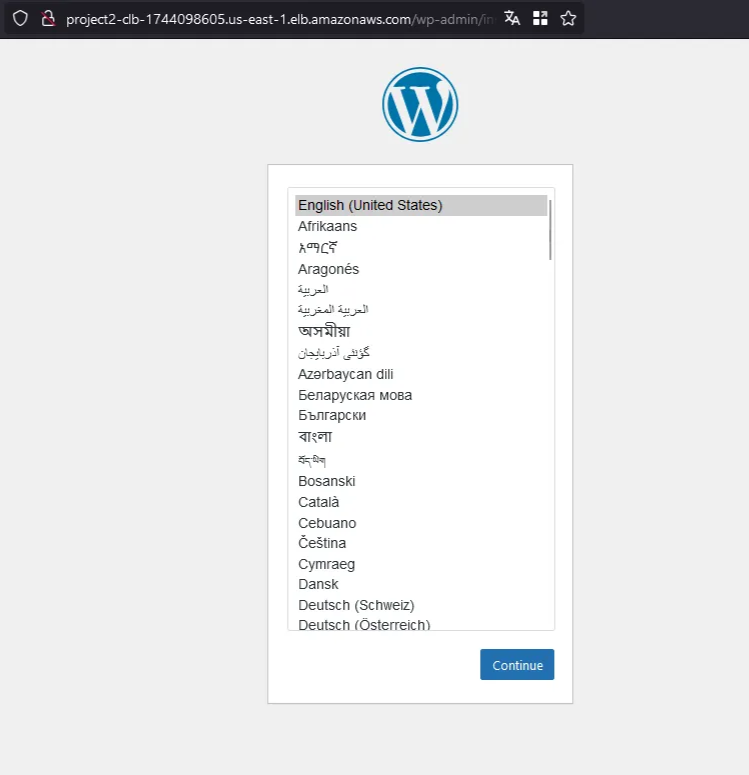 project2-clb-1744098605.us-east-1.elb.amazonaws.com/wp-admin/in
English (United States)
Afrikaans
አማርኛ
Aragonés
العربية
العربية المغربية
অসমীয়া
گؤنئی آذربایجان
Azərbaycan dili
Беларуская мова
Български
বাংলা
བོད་ཡིག
Bosanski
Català
Cebuano
Čeština
Cymraeg
Dansk
Deutsch (Schweiz)
Deutsch (Österreich)
Continue